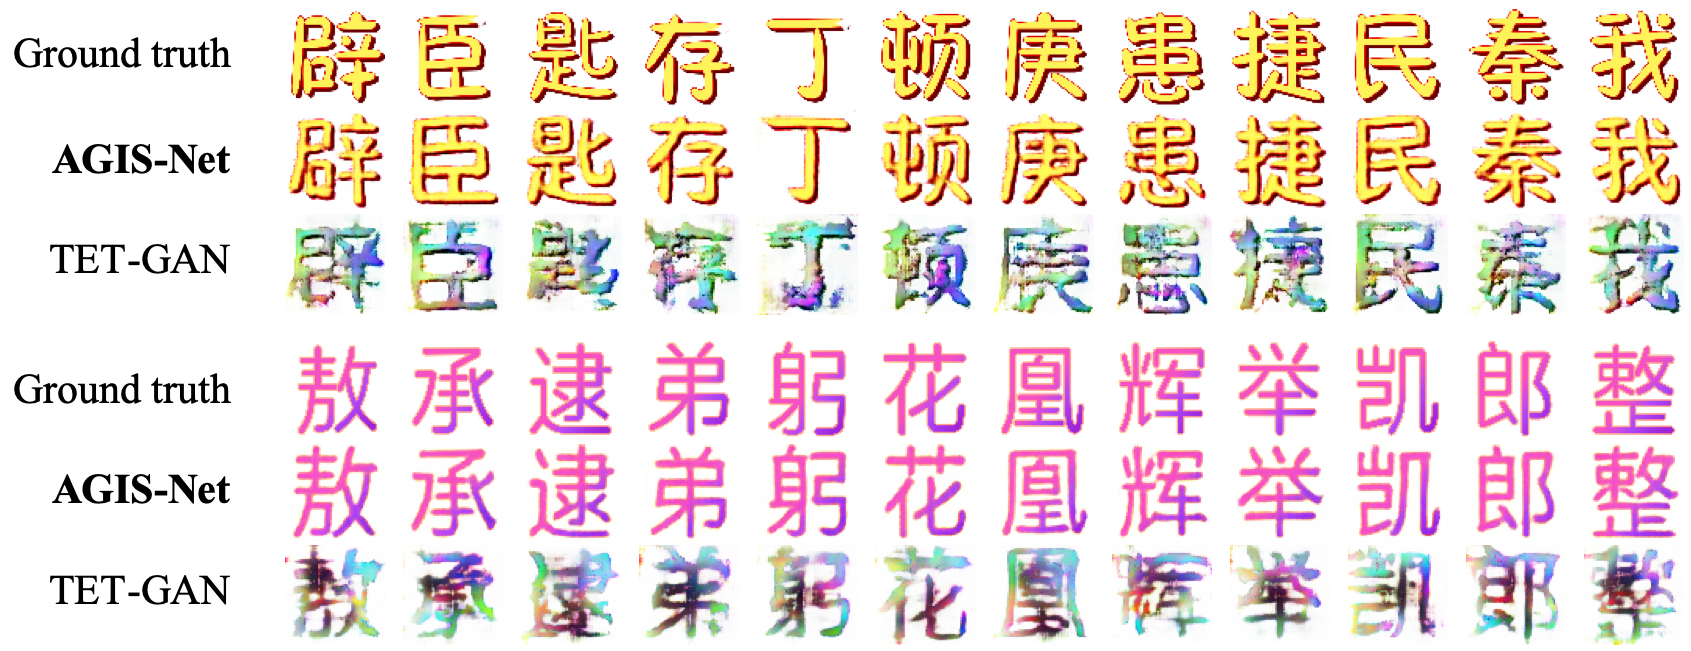 Ground truth 辟臣匙存丁顿庚患捷民秦我
AGIS-Net 辟臣匙存丁顿庚患捷民秦我
TET-GAN 辟臣匙存丁顿庚患捷民秦我
Ground truth 敖承逮弟躬花凰辉举凯郎整
AGIS-Net 敖承逮弟躬花凰辉举凯郎整
TET-GAN 敖承逮弟躬花凰辉举凯郎整